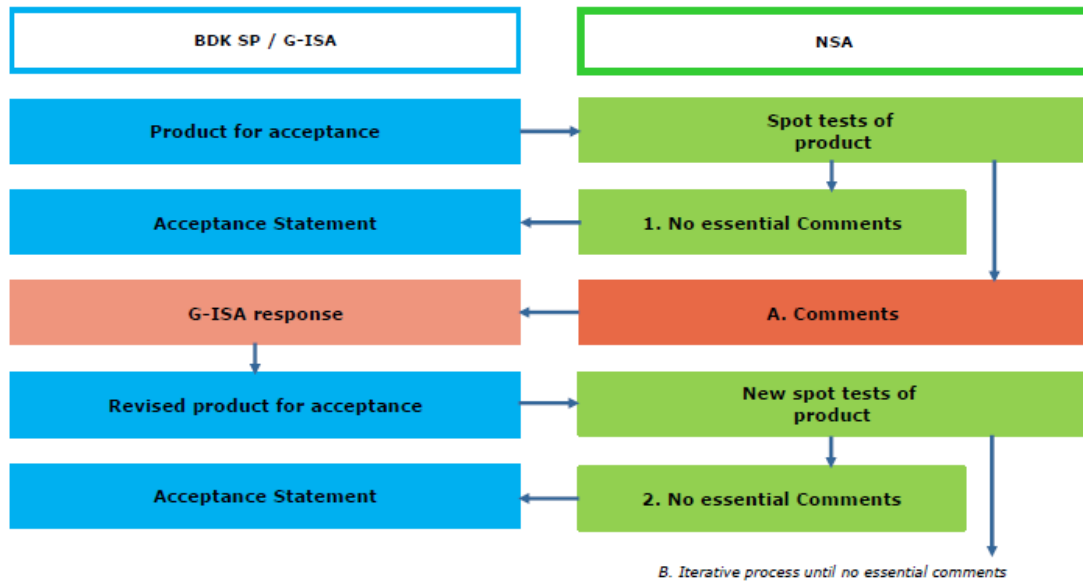 BDK SP / G-ISA
NSA
Product for acceptance
Spot tests of
product
Acceptance Statement
1. No essential Comments
G-ISA response
A. Comments
Revised product for acceptance
New spot tests of
product
Acceptance Statement
2. No essential Comments
B. Iterative process until no essential comments